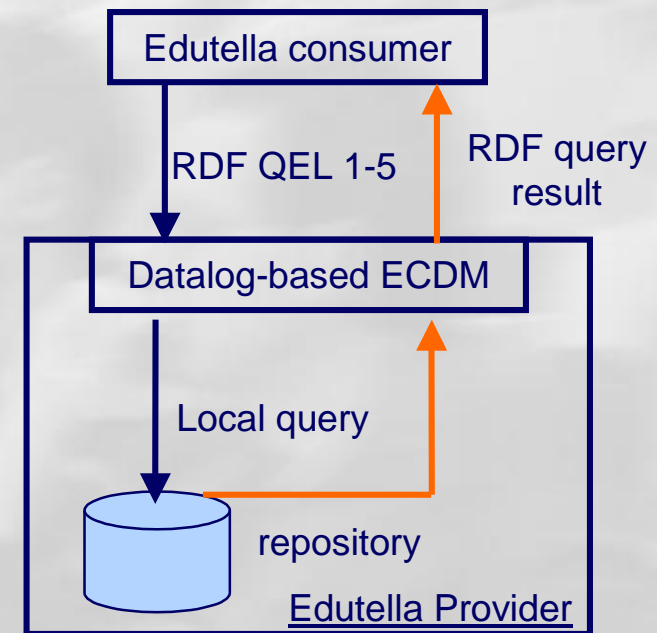 Edutella consumer
RDF QEL 1-5
RDF query
result
Datalog-based ECDM
Local query
repository
Edutella Provider